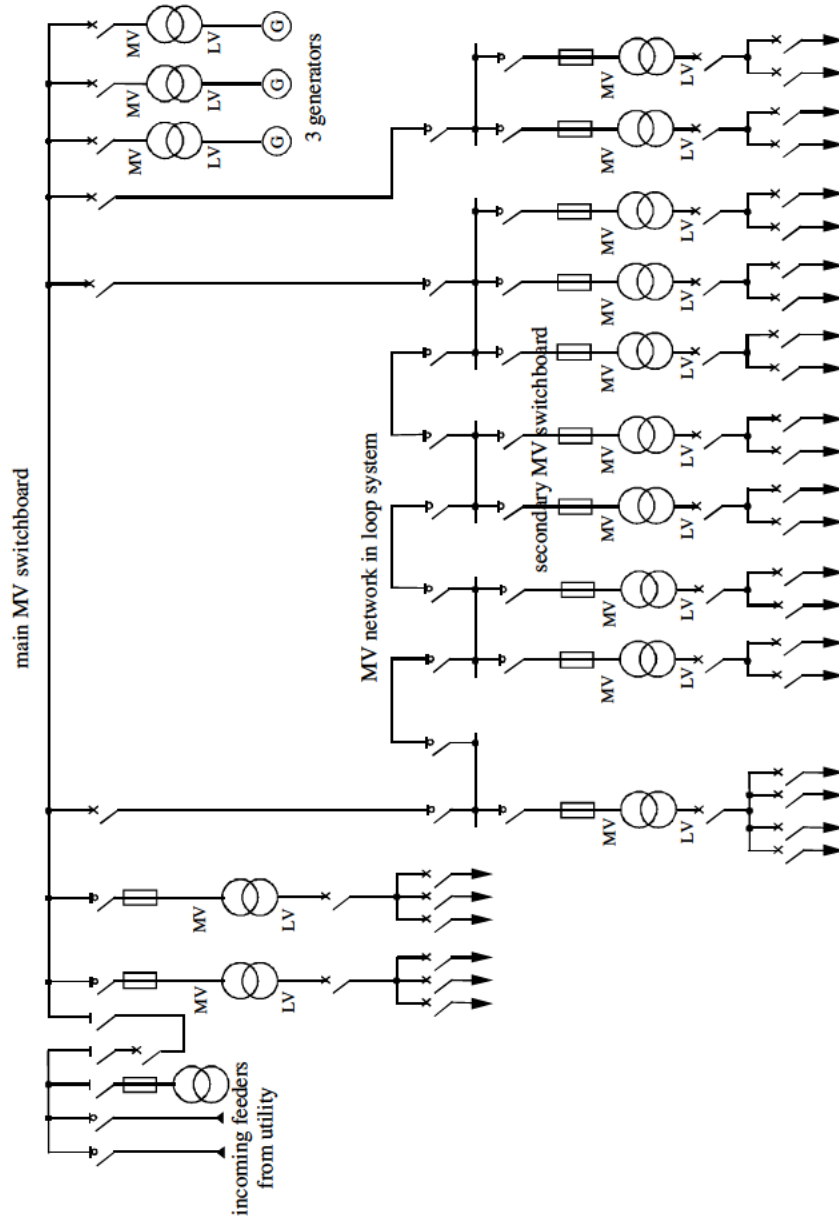 main MV switchboard
MV
MV
MV
MV
MV
LV
LV
LV
incoming feeders
from utility
G
G
G
LV
LV
3 generators
MV network in loop system
secondary MV switchboard
MV
MV
MV
MV
MV
MV
MV
MV
MV
MV
LV
LV
LV
LV
LV
LV
LV
LV
LV
LV